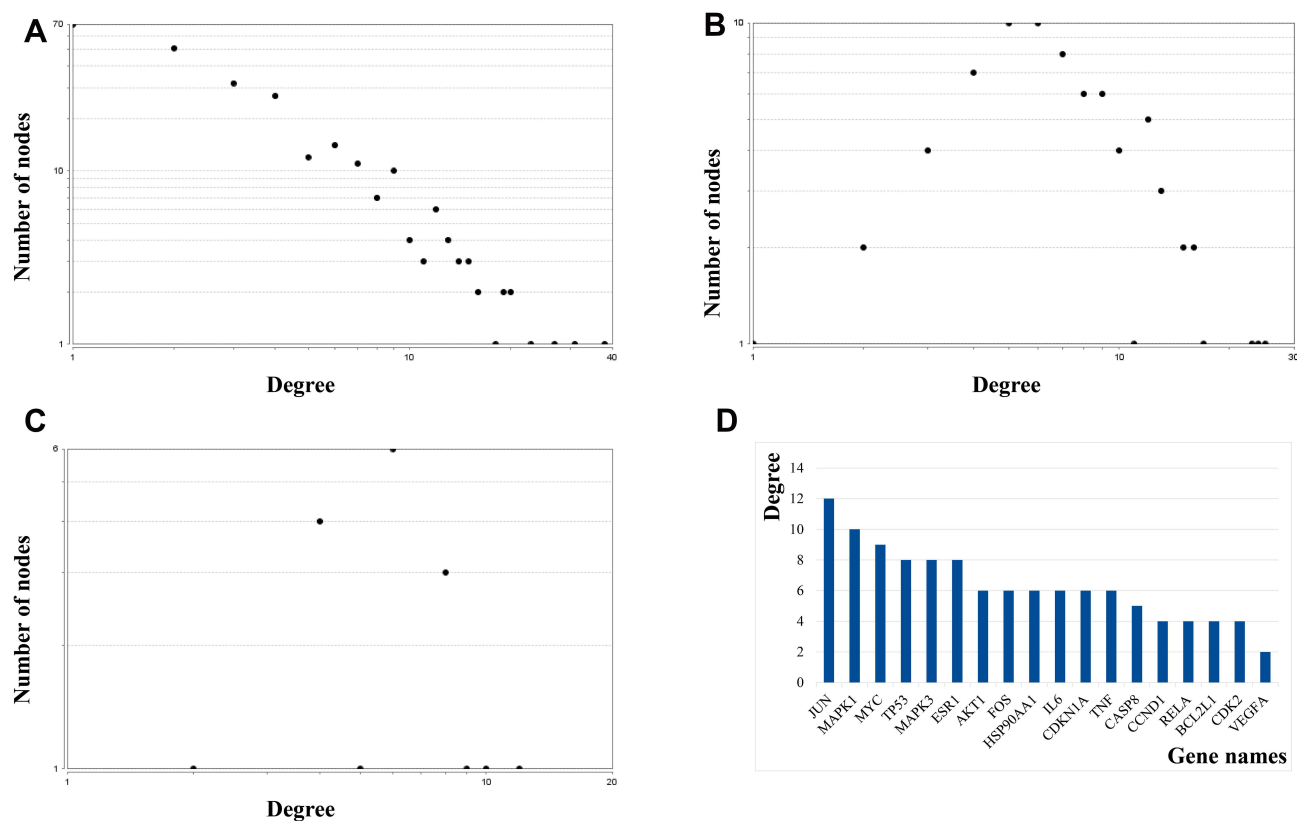 A
70
10
1
1
10
40
Number of nodes
Degree
B
10
1
1
10
30
Number of nodes
Degree
C
6
1
1
10
20
Number of nodes
Degree
D
Degree
14
12
10
8
6
4
2
0
JUN
MAPK1
MYC
TP53
MAPK3
ESR1
AKT1
FOS
HSP90AA1
IL6
CDKN1A
TNF
CASP8
CCND1
RELA
BCL2L1
CDK2
VEGFA
Gene names